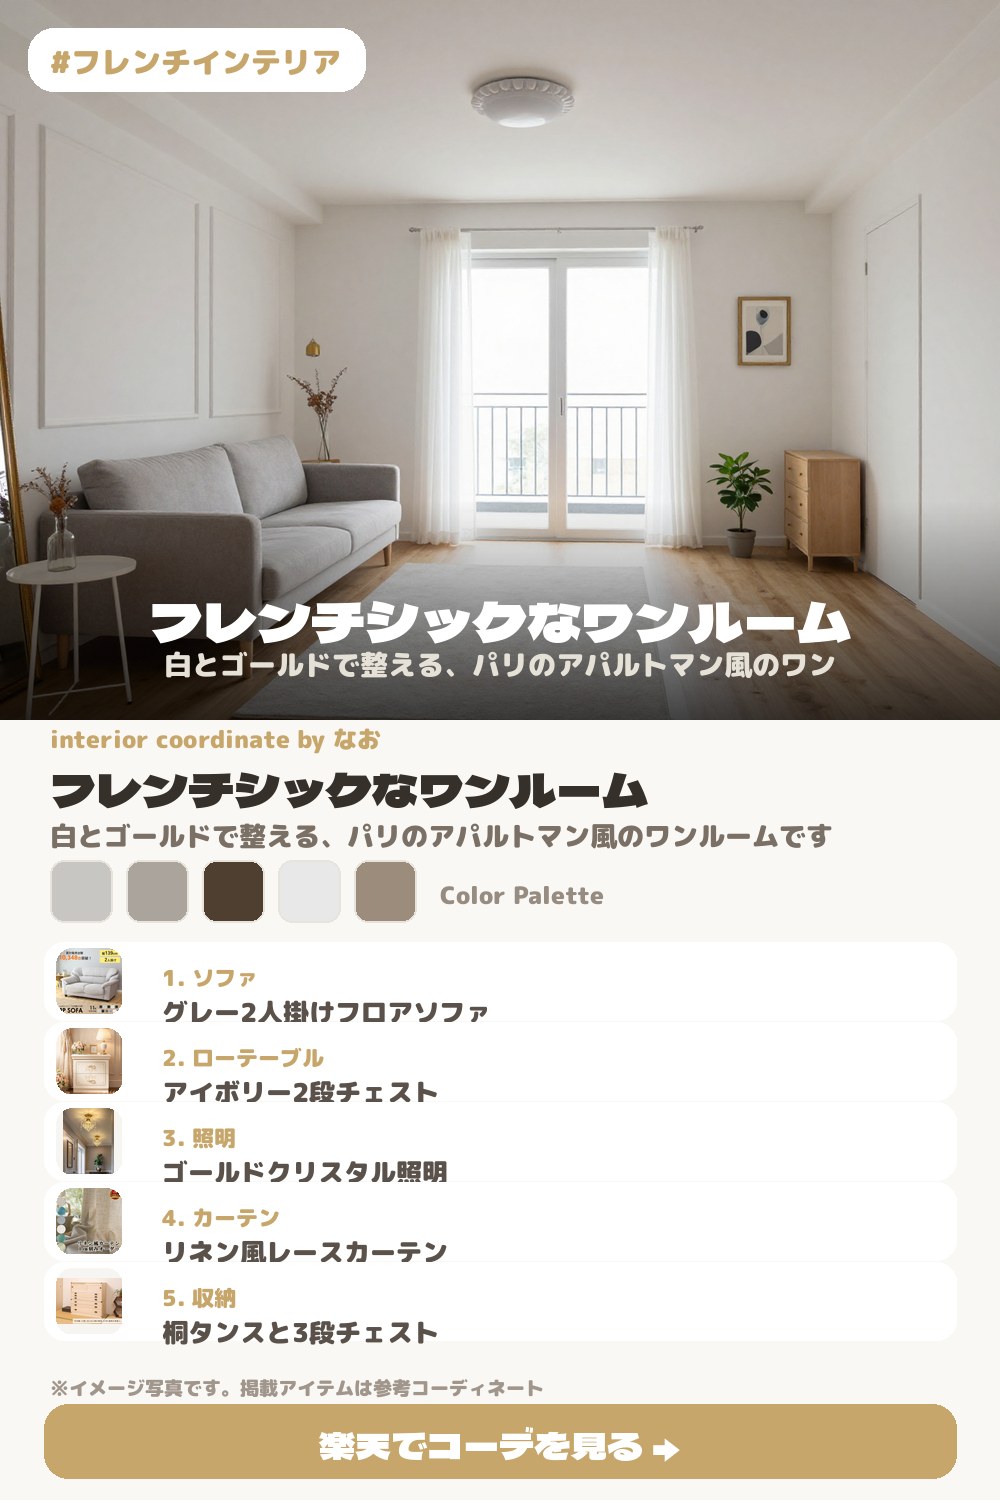 #フレンチインテリア
フレンチシックなワンルーム
白とゴールドで整える、パリのアパルトマン風のワン
interior coordinate by なお
フレンチシックなワンルーム
白とゴールドで整える、パリのアパルトマン風のワンルームです
Color Palette
1. ソファ
グレー2人掛けフロアソファ
2. ローテーブル
アイボリー2段チェスト
3. 照明
ゴールドクリスタル照明
4. カーテン
リネン風レースカーテン
5. 収納
桐タンスと3段チェスト
※イメージ写真です。掲載アイテムは参考コーディネート
楽天でコーデを見る →